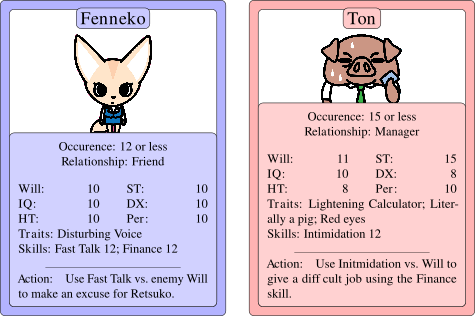 Fenneko
Occurence: 12 or less
Relationship: Friend
Will: 10 ST: 10
IQ: 10 DX: 10
HT: 10 Per: 10
Traits: Disturbing Voice
Skills: Fast Talk 12; Finance 12
Action: Use Fast Talk vs. enemy Will
to make an excuse for Retsuko.
Ton
Occurence: 15 or less
Relationship: Manager
Will: 11 ST: 15
IQ: 10 DX: 8
HT: 8 Per: 10
Traits: Lightening Calculator; Liter-
ally a pig; Red eyes
Skills: Intimidation 12
Action: Use Initmidation vs. Will to
give a diff cult job using the Finance
skill.